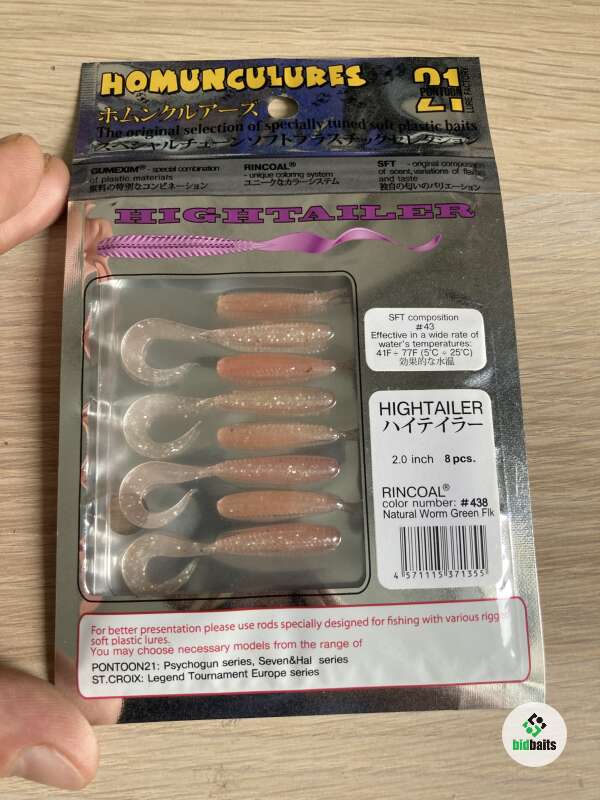 HOMUNCULURES
21
PONTOON
LURE FACTORY
ホムンクルアーズ
The original selection of specially tuned soft plastic baits
スペシャルチューンソフトプラスチックセレクション
GUMEXIM® - special combination
of plastic materials
原料の特別なコンビネーション
RINCOAL®
- unique coloring system
ユニークなカラーシステム
SFT - original composition
of scent, variations of flavor
and taste
独自の匂いのバリエーション
HIGHTAILER
SFT composition
#43
Effective in a wide rate of
water's temperatures:
41F ÷ 77F (5°C ÷ 25°C)
効果的な水温
HIGHTAILER
ハイテイラー
2.0 inch 8 pcs.
RINCOAL®
color number: #438
Natural Worm Green Flk
4 571115 371355
For better presentation please use rods specially designed for fishing with various rigged
soft plastic lures.
You may choose necessary models from the range of
PONTOON21: Psychogun series, Seven&Hal series
ST.CROIX: Legend Tournament Europe series
bidbaits